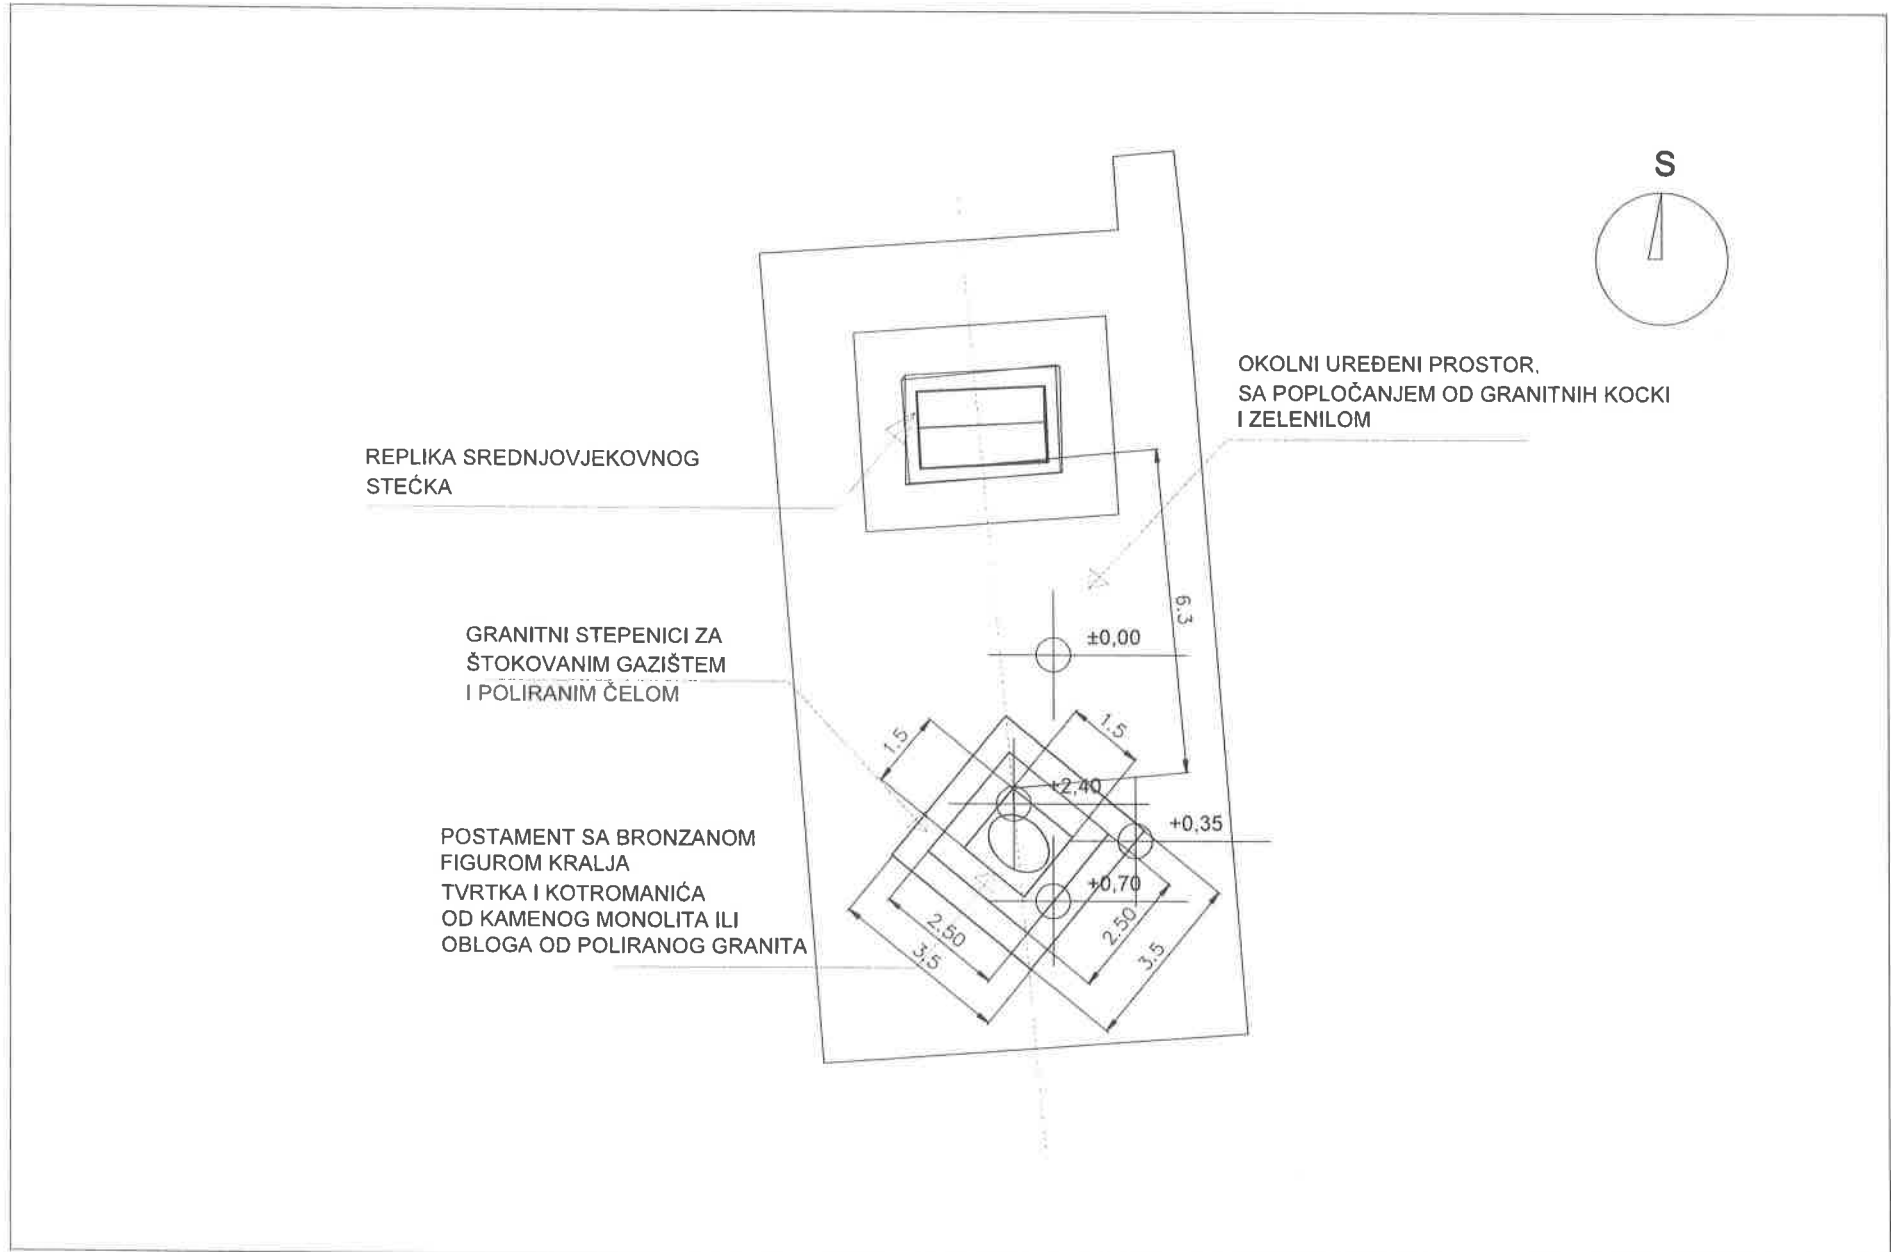 S
OKOLNI UREĐENI PROSTOR,
SA POPLOČANJEM OD GRANITNIH KOCKI
I ZELENILOM
REPLIKA SREDNJOVJEKOVNOG
STEĆKA
6.3
GRANITNI STEPENICI ZA
ŠTOKOVANIM GAZIŠTEM
I POLIRANIM ČELOM
±0,00
1.5
1.5
+2,40
+0,35
+0,70
POSTAMENT SA BRONZANOM
FIGUROM KRALJA
TVRTKA I KOTROMANIĆA
OD KAMENOG MONOLITA ILI
OBLOGA OD POLIRANOG GRANITA
2.50
3.5
2.50
3.5